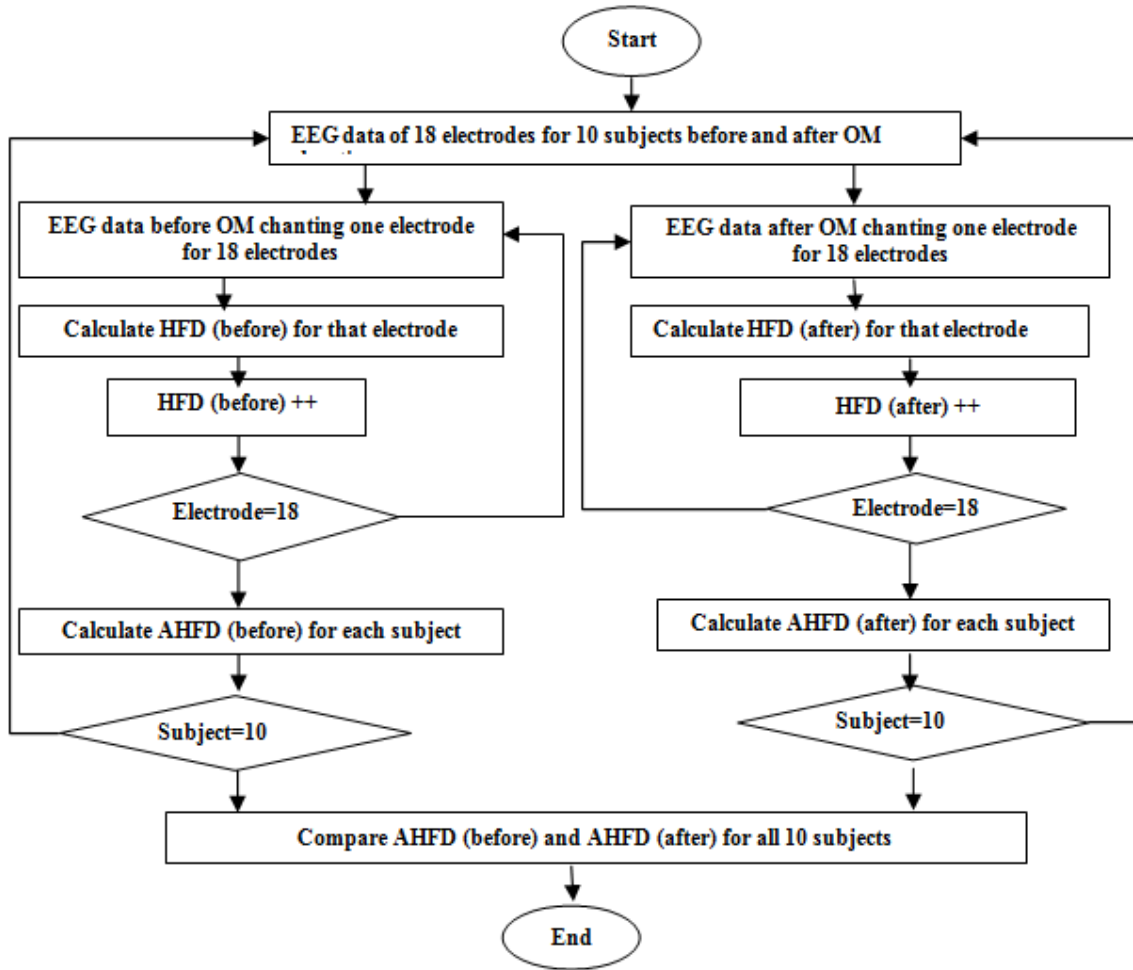 Start
EEG data of 18 electrodes for 10 subjects before and after OM
EEG data before OM chanting one electrode
for 18 electrodes
Calculate HFD (before) for that electrode
HFD (before) ++
Electrode=18
Calculate AHFD (before) for each subject
Subject=10
EEG data after OM chanting one electrode
for 18 electrodes
Calculate HFD (after) for that electrode
HFD (after) ++
Electrode=18
Calculate AHFD (after) for each subject
Subject=10
Compare AHFD (before) and AHFD (after) for all 10 subjects
End